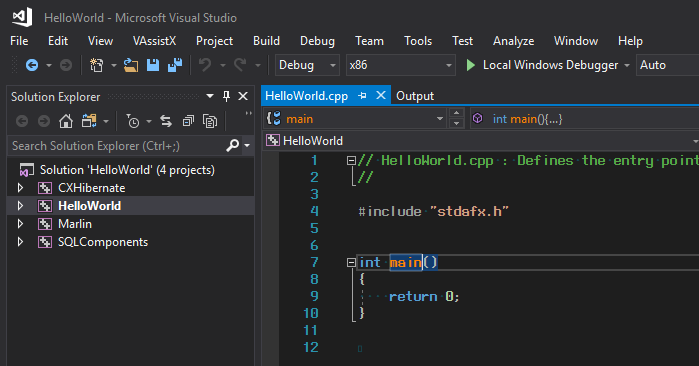 HelloWorld - Microsoft Visual Studio
File Edit View VAssistX Project Build Debug Team Tools Test Analyze Window Help
Debug x86 Local Windows Debugger Auto
Solution Explorer
Search Solution Explorer (Ctrl+;)
Solution 'HelloWorld' (4 projects)
CXHibernate
HelloWorld
Marlin
SQLComponents
HelloWorld.cpp Output
main int main(){...}
HelloWorld
1 // HelloWorld.cpp : Defines the entry point
2 //
3
4 #include "stdafx.h"
5
6
7 int main()
8 {
9 return 0;
10 }
11
12